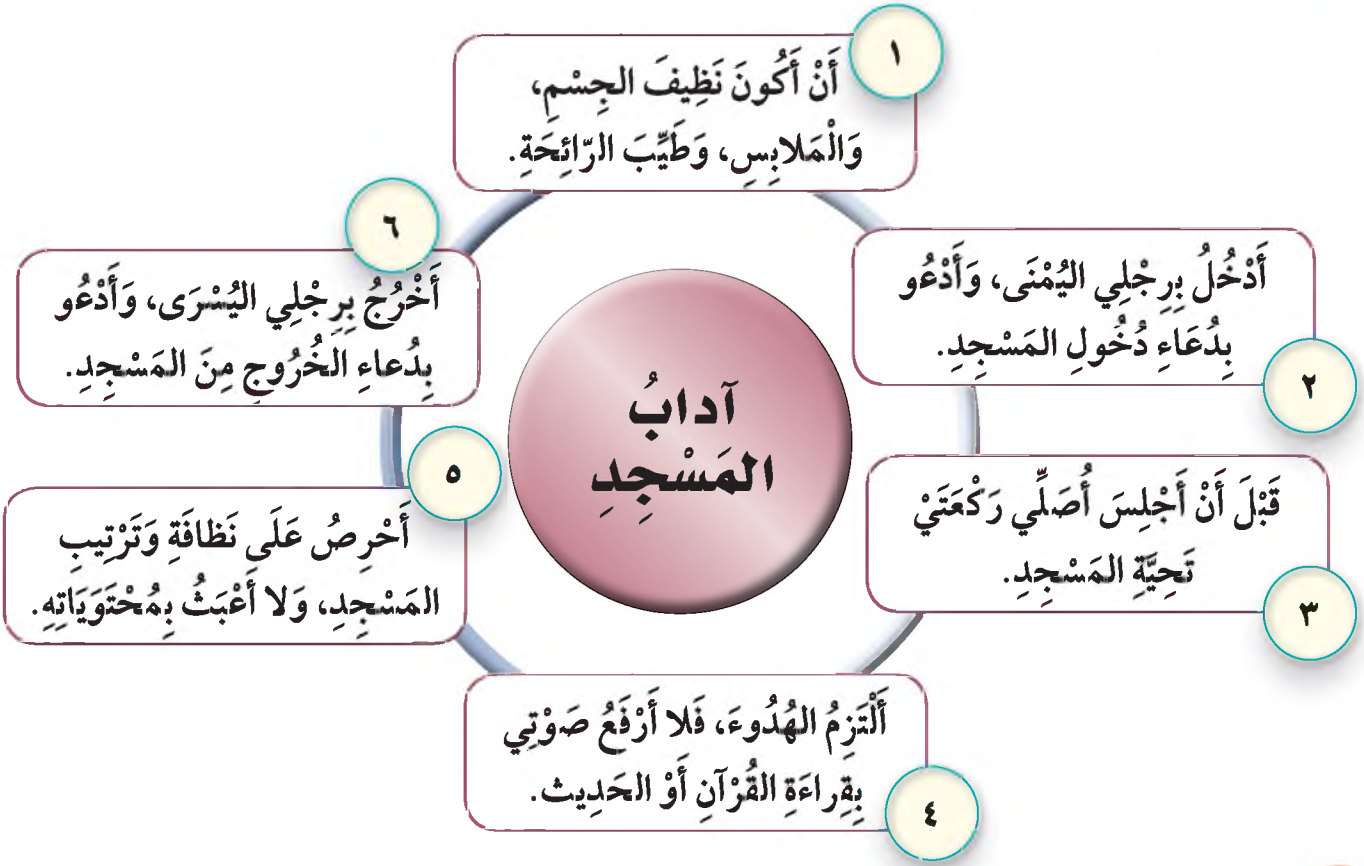 آدابُ
المَسْجِدِ
١
أَنْ أَكُونَ نَظِيفَ الجِسْمِ،
وَالْمَلابِسِ، وَطَيِّبَ الرّائِحَةِ.
٢
أَدْخُلُ بِرِجْلِي اليُمْنَى، وَأَدْعُو
بِدُعَاءِ دُخُولِ المَسْجِدِ.
٣
قَبْلَ أَنْ أَجْلِسَ أُصَلِّي رَكْعَتَيْ
تَحِيَّةِ المَسْجِدِ.
٤
أَلْتَزِمُ الهُدُوءَ، فَلا أَرْفَعُ صَوْتِي
بِقِراءَةِ القُرْآنِ أَوْ الحَدِيث.
٥
أَحْرِصُ عَلَى نَظافَةِ وَتَرْتِيبِ
المَسْجِدِ، وَلا أَعْبَثُ بِمُحْتَوَيَاتِهِ.
٦
أَخْرُجُ بِرِجْلِي اليُسْرَى، وَأَدْعُو
بِدُعاءِ الخُرُوجِ مِنَ المَسْجِدِ.